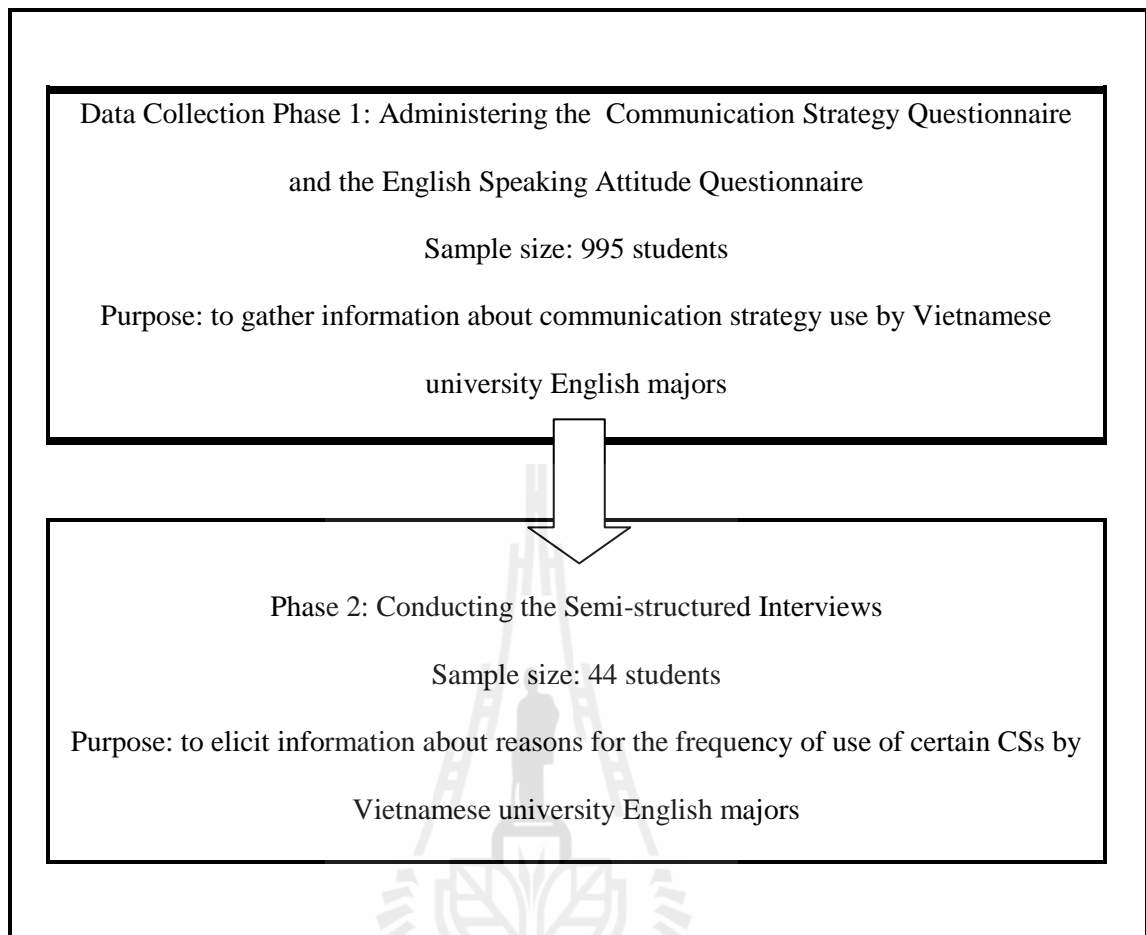 Data Collection Phase 1: Administering the Communication Strategy Questionnaire
and the English Speaking Attitude Questionnaire
Sample size: 995 students
Purpose: to gather information about communication strategy use by Vietnamese
university English majors
Phase 2: Conducting the Semi-structured Interviews
Sample size: 44 students
Purpose: to elicit information about reasons for the frequency of use of certain CSs by
Vietnamese university English majors